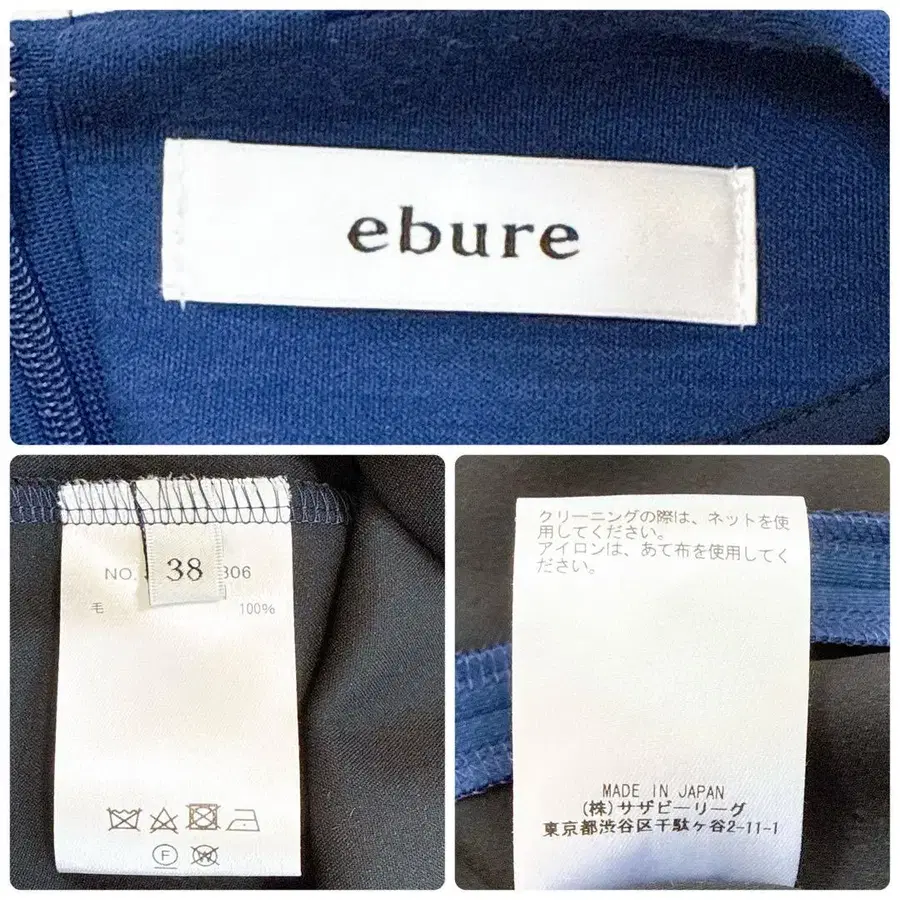 ebure
38
NO.
306
毛 100%
F
W
クリーニングの際は、ネットを使
用してください。
アイロンは、あて布を使用してく
ださい。
MADE IN JAPAN
(株)サザビーリーグ
東京都渋谷区千駄ヶ谷2-11-1